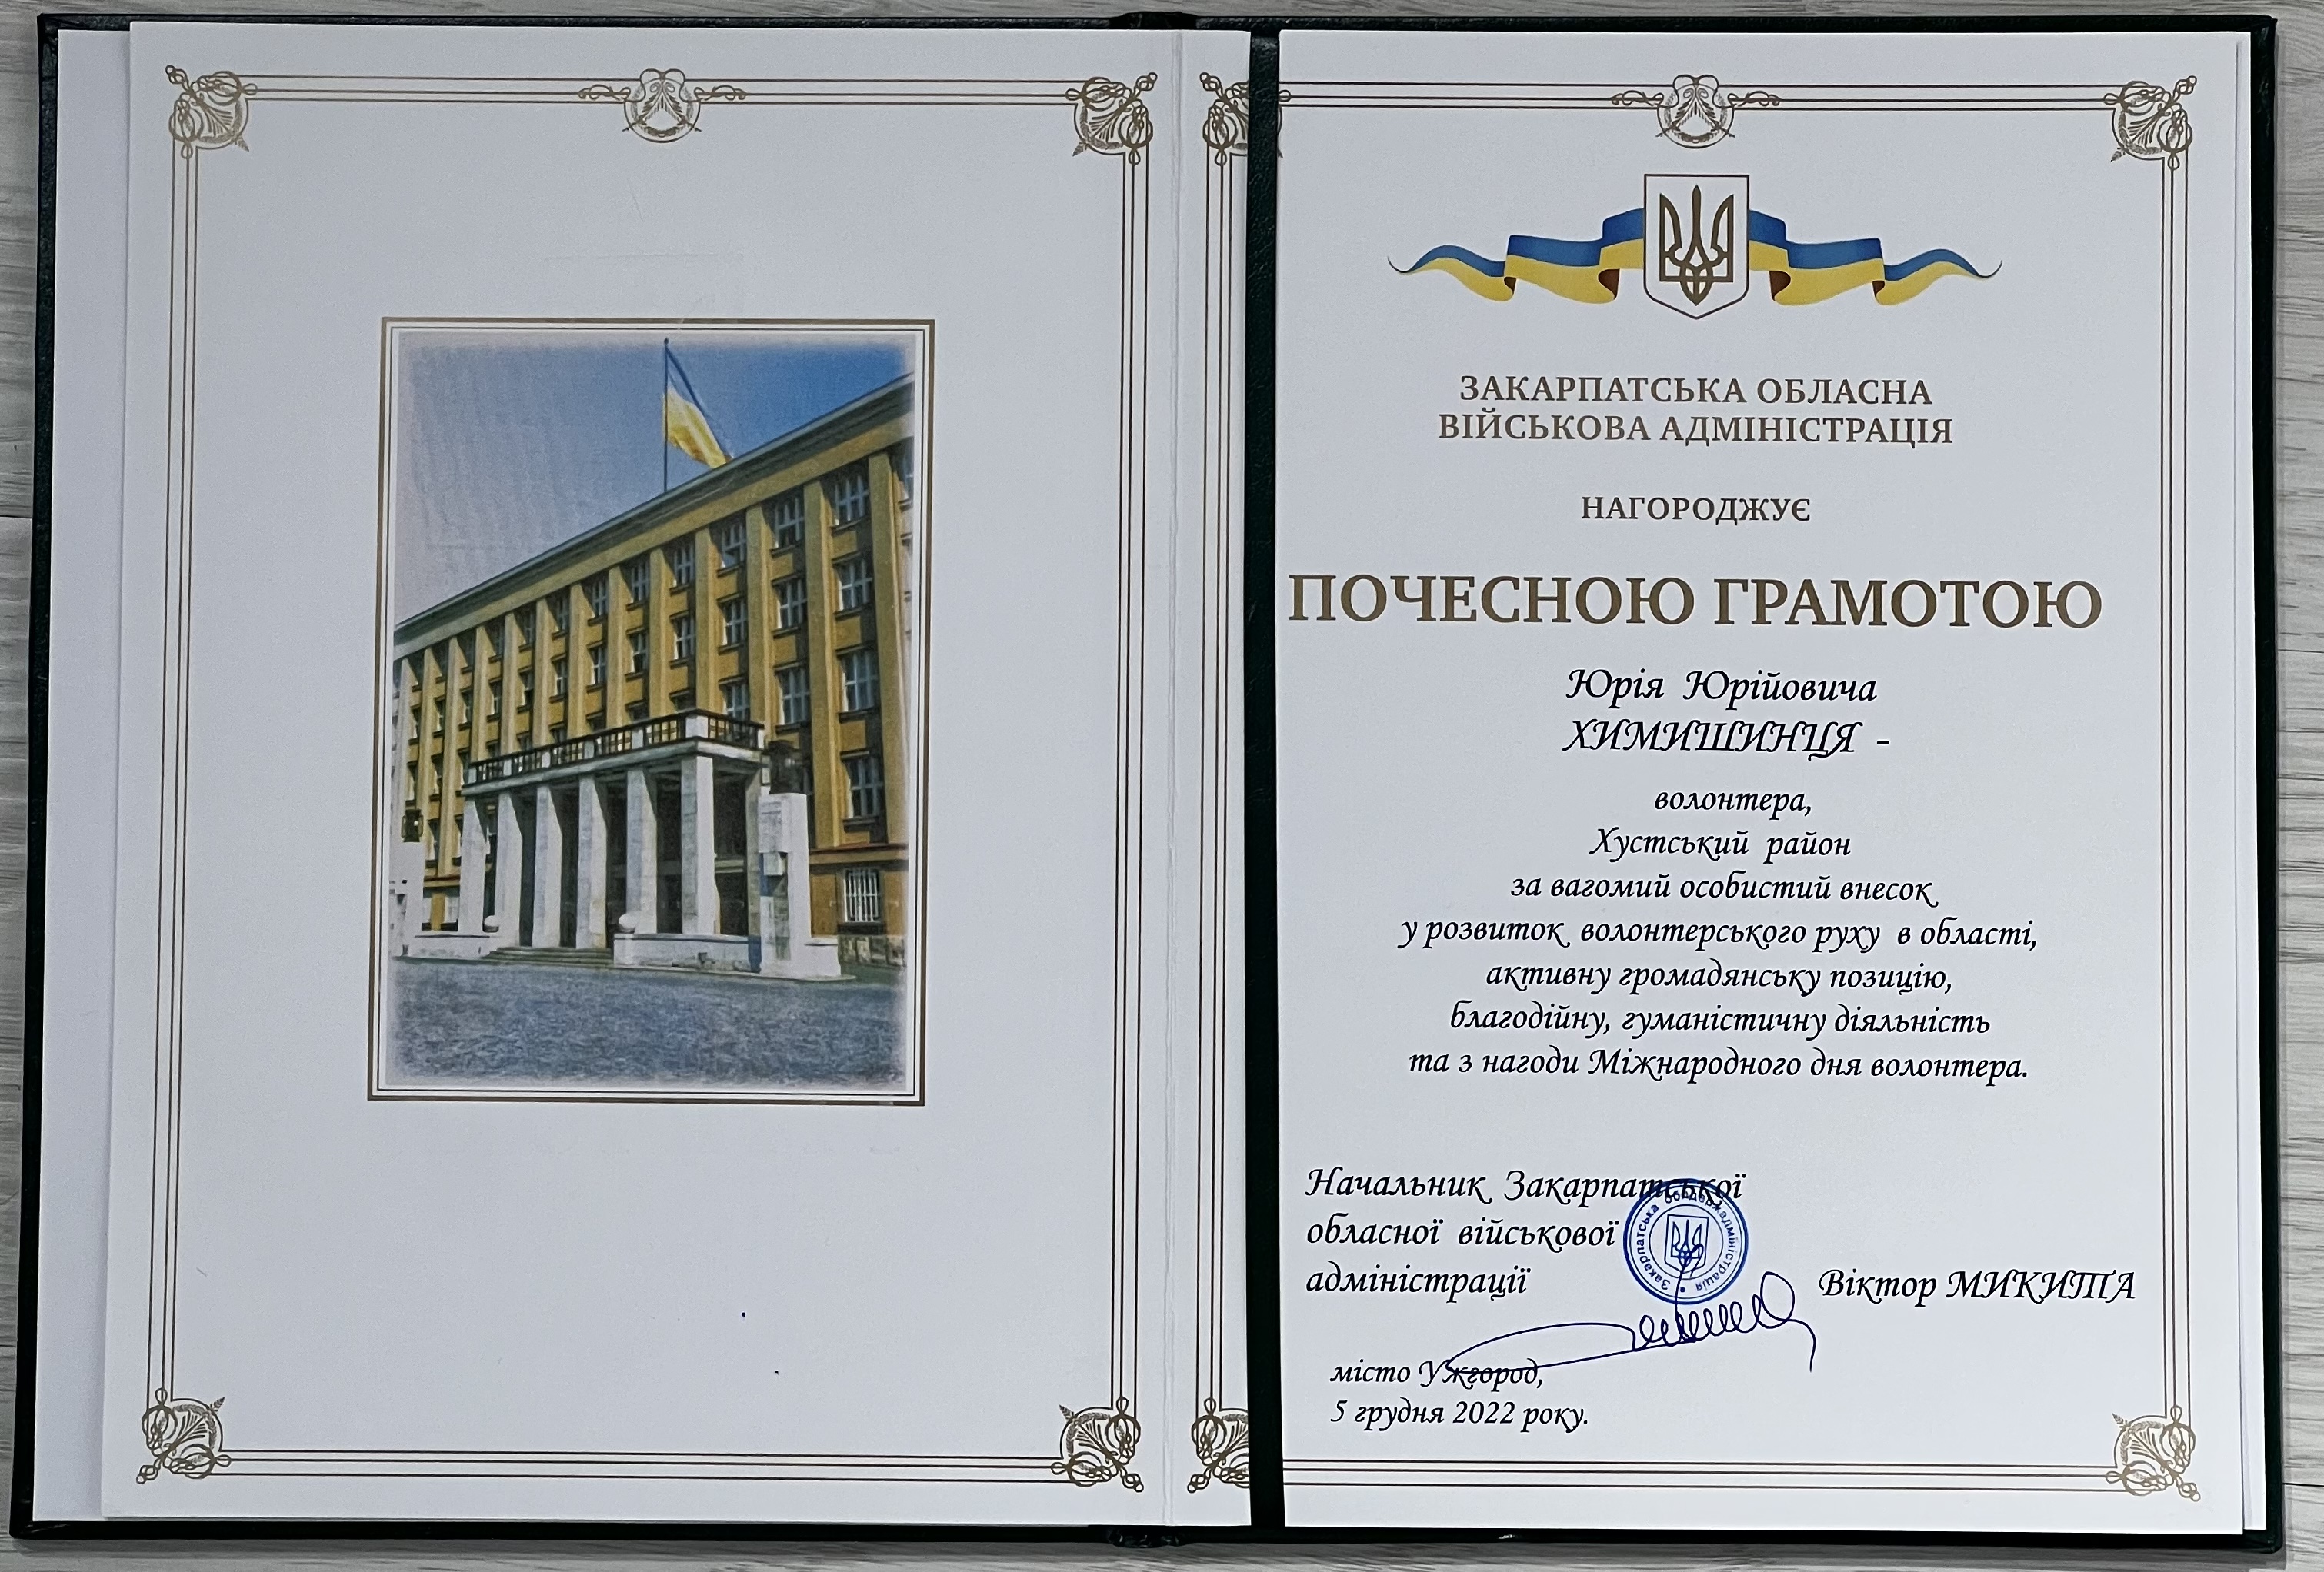 ЗАКАРПАТСЬКА ОБЛАСНА
ВІЙСЬКОВА АДМІНІСТРАЦІЯ
НАГОРОДЖУЄ
ПОЧЕСНОЮ ГРАМОТОЮ
Юрія Юрійовича
ХИМИШИНЦЯ -
волонтера,
Хустський район
за вагомий особистий внесок
у розвиток волонтерського руху в області,
активну громадянську позицію,
благодійну, гуманістичну діяльність
та з нагоди Міжнародного дня волонтера.
Начальник Закарпатської
обласної військової
адміністрації
Віктор МИКИТА
Закарпатська облдержадміністрація
місто Ужгород,
5 грудня 2022 року.